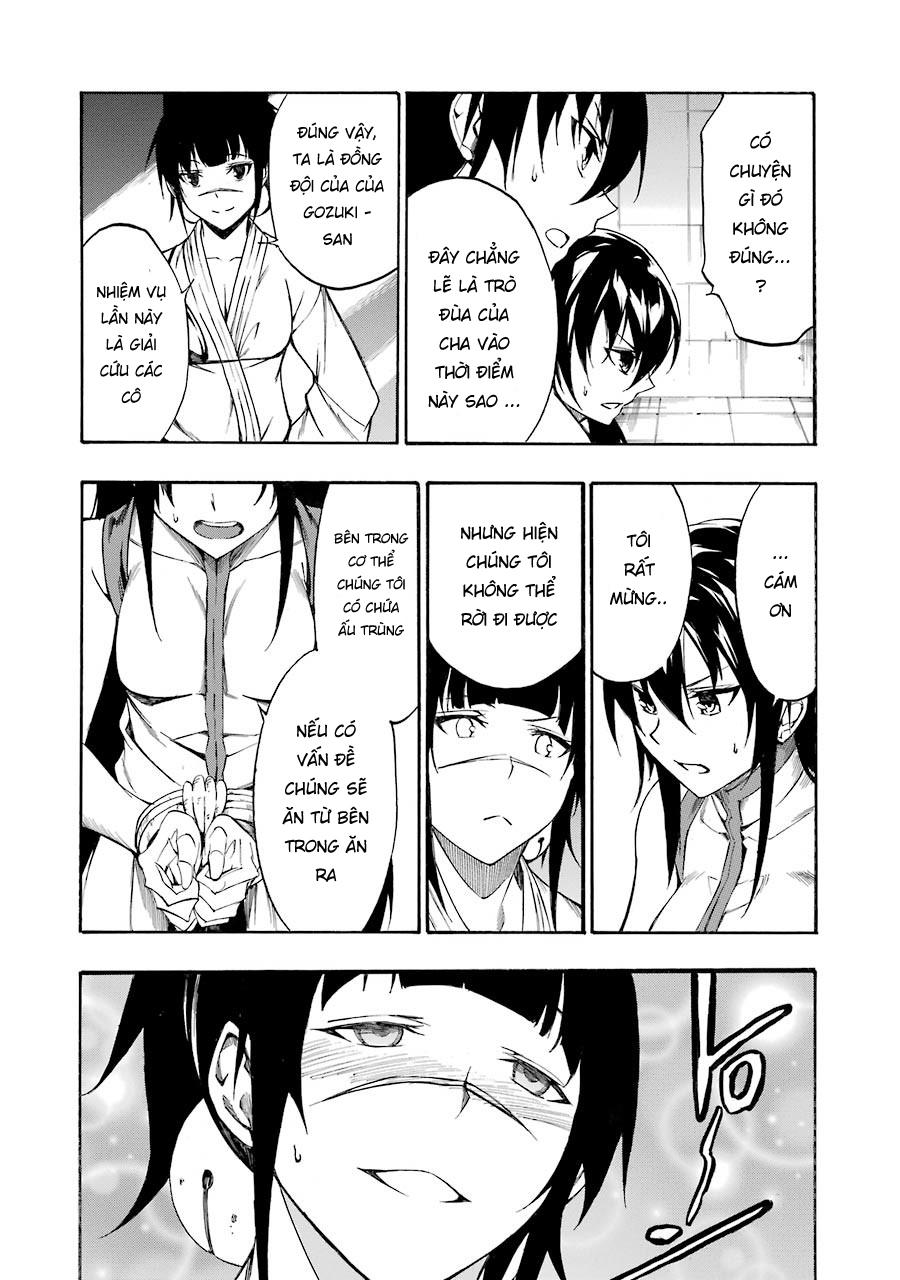 CÓ
CHUYỆN
GÌ ĐÓ
KHÔNG
ĐÚNG...
?
ĐÂY CHẲNG
LẼ LÀ TRÒ
ĐÙA CỦA
CHA VÀO
THỜI ĐIỂM
NÀY SAO ...
ĐÚNG VẬY,
TA LÀ ĐỒNG
ĐỘI CỦA CỦA
GOZUKI -
SAN
NHIỆM VỤ
LẦN NÀY
LÀ GIẢI
CỨU CÁC
CÔ
...
CÁM
ƠN
TÔI
RẤT
MỪNG..
NHƯNG HIỆN
CHÚNG TÔI
KHÔNG THỂ
RỜI ĐI ĐƯỢC
BÊN TRONG
CƠ THỂ
CHÚNG TÔI
CÓ CHỨA
ẤU TRÙNG
NẾU CÓ
VẤN ĐỀ
CHÚNG SẼ
ĂN TỪ BÊN
TRONG ĂN
RA